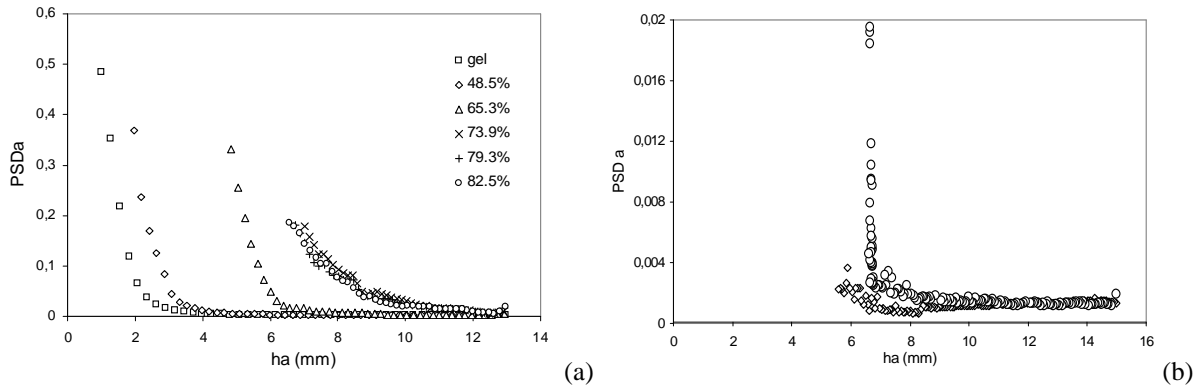 0,6
0,5
0,4
0,3
0,2
0,1
0
PSDa
0 2 4 6 8 10 12 14
ha (mm)
gel
48.5%
65.3%
73.9%
79.3%
82.5%
(a)
0,02
0,016
0,012
0,008
0,004
0
PSD a
0 2 4 6 8 10 12 14 16
ha (mm)
(b)